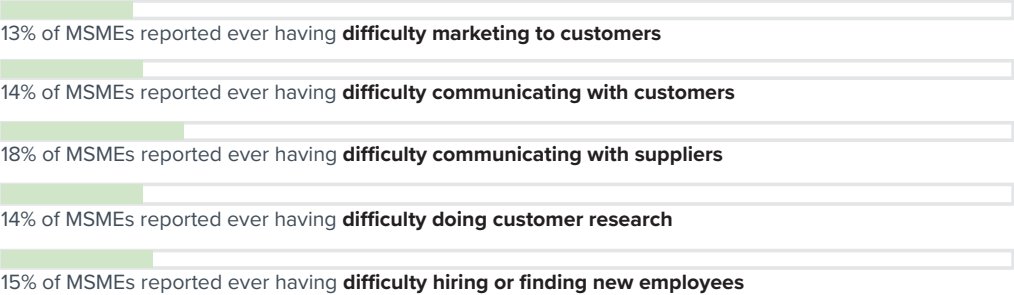 13% of MSMEs reported ever having difficulty marketing to customers
14% of MSMEs reported ever having difficulty communicating with customers
18% of MSMEs reported ever having difficulty communicating with suppliers
14% of MSMEs reported ever having difficulty doing customer research
15% of MSMEs reported ever having difficulty hiring or finding new employees